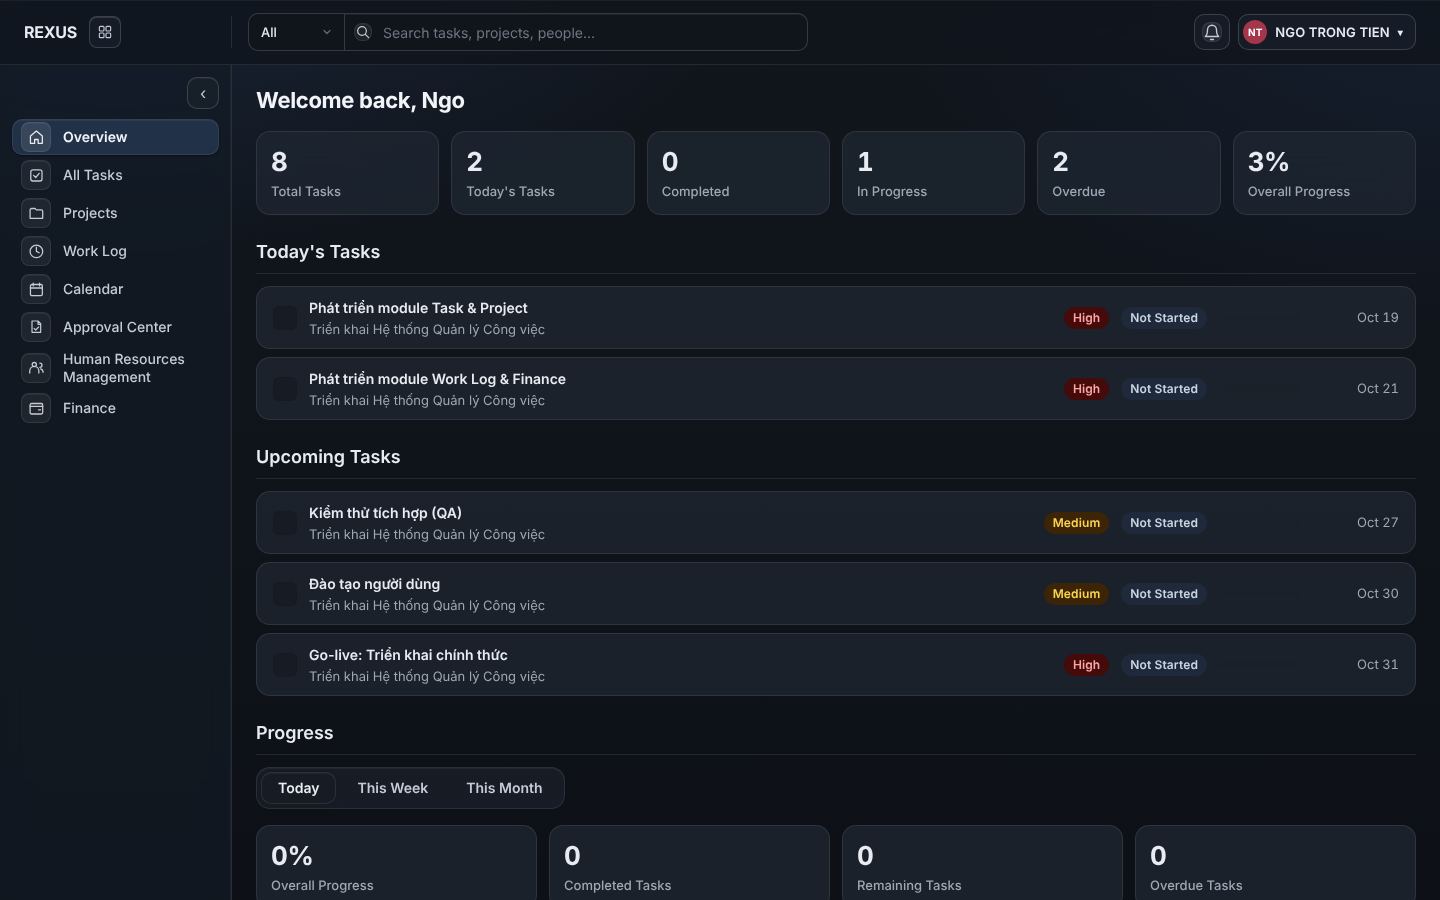 REXUS
All
Search tasks, projects, people...
NT
NGO TRONG TIEN
Overview
All Tasks
Projects
Work Log
Calendar
Approval Center
Human Resources
Management
Finance
Welcome back, Ngo
8
Total Tasks
2
Today's Tasks
0
Completed
1
In Progress
2
Overdue
3%
Overall Progress
Today's Tasks
Phát triển module Task & Project
Triển khai Hệ thống Quản lý Công việc
High
Not Started
Oct 19
Phát triển module Work Log & Finance
Triển khai Hệ thống Quản lý Công việc
High
Not Started
Oct 21
Upcoming Tasks
Kiểm thử tích hợp (QA)
Triển khai Hệ thống Quản lý Công việc
Medium
Not Started
Oct 27
Đào tạo người dùng
Triển khai Hệ thống Quản lý Công việc
Medium
Not Started
Oct 30
Go-live: Triển khai chính thức
Triển khai Hệ thống Quản lý Công việc
High
Not Started
Oct 31
Progress
Today
This Week
This Month
0%
Overall Progress
0
Completed Tasks
0
Remaining Tasks
0
Overdue Tasks